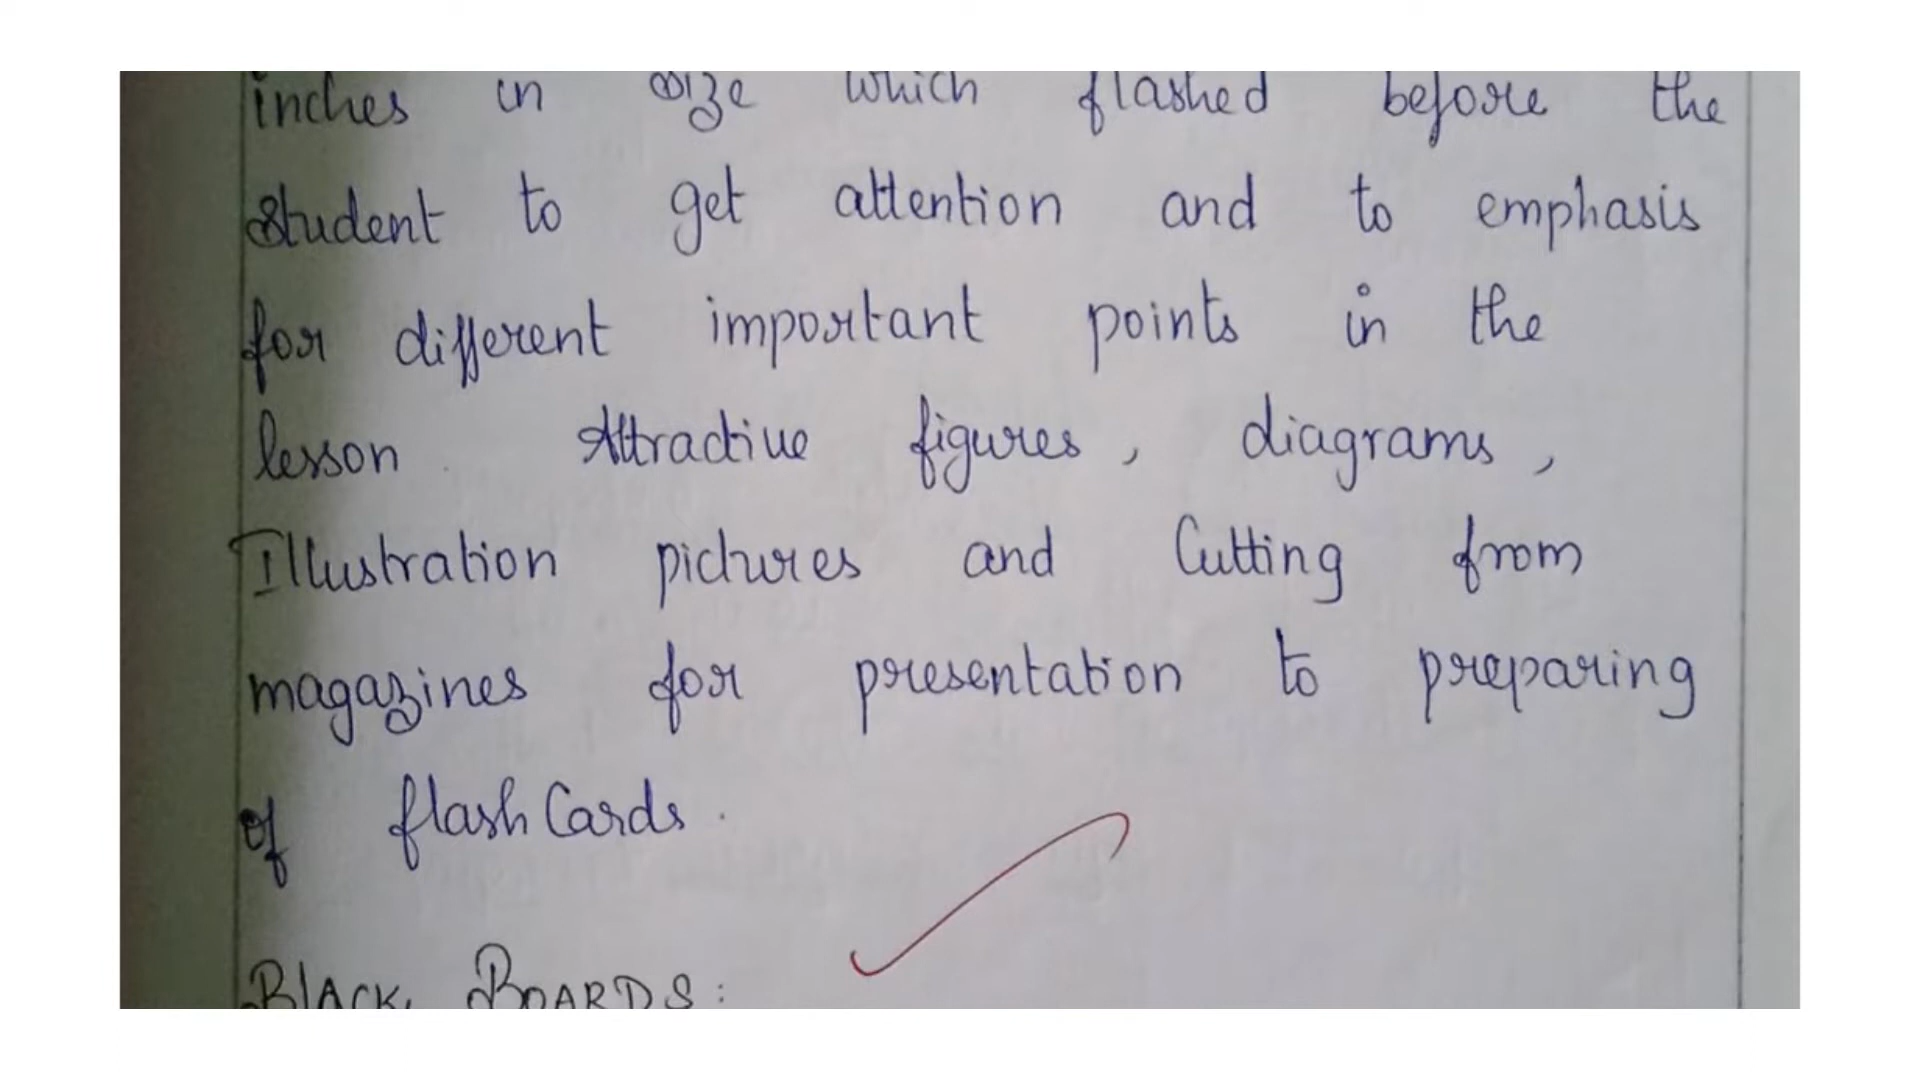 inches in size which flashed before the
student to get attention and to emphasis
for different important points in the
lesson Attractive figures, diagrams,
Illustration pictures and Cutting from
magazines for presentation to preparing
of flash Cards.
BLACK BOARDS: